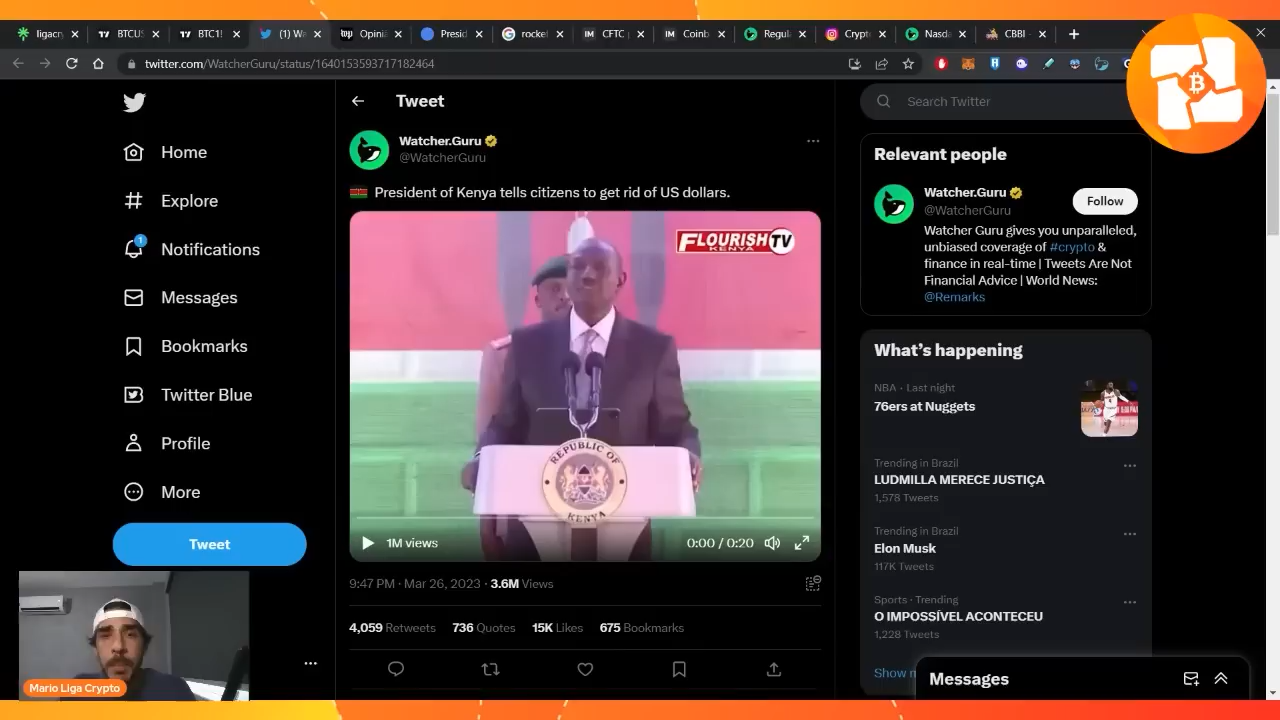 ligacr
BTCUS
BTC1!
(1) Wa
Opini
Presid
rocket
CFTC p
Coinb
Regul
Crypt
Nasda
CBBI -
twitter.com/WatcherGuru/status/1640153593717182464
Home
Explore
1
Notifications
Messages
Bookmarks
Twitter Blue
Profile
More
Tweet
Mario Liga Crypto
Tweet
Watcher.Guru
@WatcherGuru
President of Kenya tells citizens to get rid of US dollars.
FLOURISH TV
KENYA
REPUBLIC OF
KENYA
1M views
0:00 / 0:20
9:47 PM · Mar 26, 2023 · 3.6M Views
4,059 Retweets 736 Quotes 15K Likes 675 Bookmarks
Search Twitter
Relevant people
Watcher.Guru
@WatcherGuru
Follow
Watcher Guru gives you unparalleled,
unbiased coverage of #crypto &
finance in real-time | Tweets Are Not
Financial Advice | World News:
@Remarks
What's happening
NBA · Last night
76ers at Nuggets
Trending in Brazil
LUDMILLA MERECE JUSTIÇA
1,578 Tweets
Trending in Brazil
Elon Musk
117K Tweets
Sports · Trending
O IMPOSSÍVEL ACONTECEU
1,228 Tweets
Show
Messages